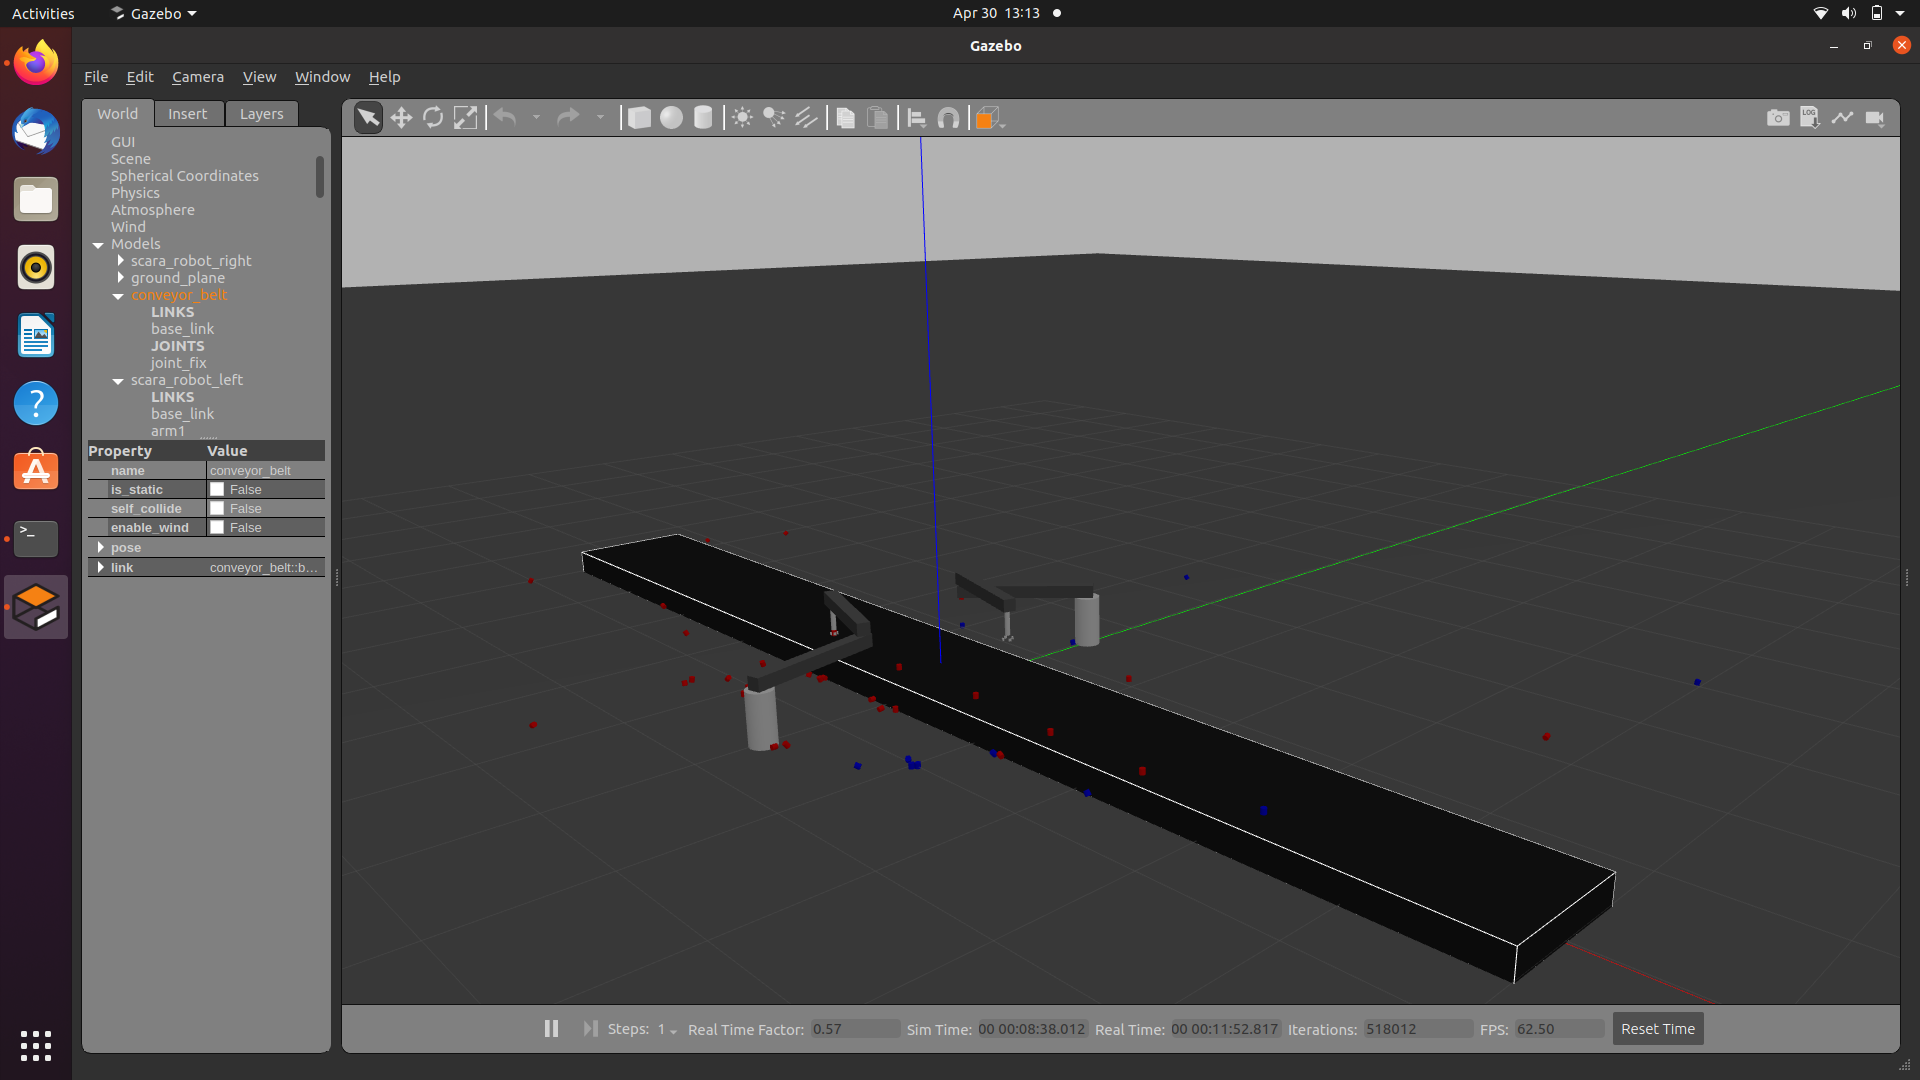 Activities
Gazebo
Apr 30 13:13
Gazebo
File Edit Camera View Window Help
World Insert Layers
LOG
GUI
Scene
Spherical Coordinates
Physics
Atmosphere
Wind
Models
scara_robot_right
ground_plane
conveyor_belt
LINKS
base_link
JOINTS
joint_fix
scara_robot_left
LINKS
base_link
arm1
Property Value
name conveyor_belt
is_static False
self_collide False
enable_wind False
pose
link conveyor_belt::b...
Steps: 1 Real Time Factor: 0.57 Sim Time: 00 00:08:38.012 Real Time: 00 00:11:52.817 Iterations: 518012 FPS: 62.50 Reset Time